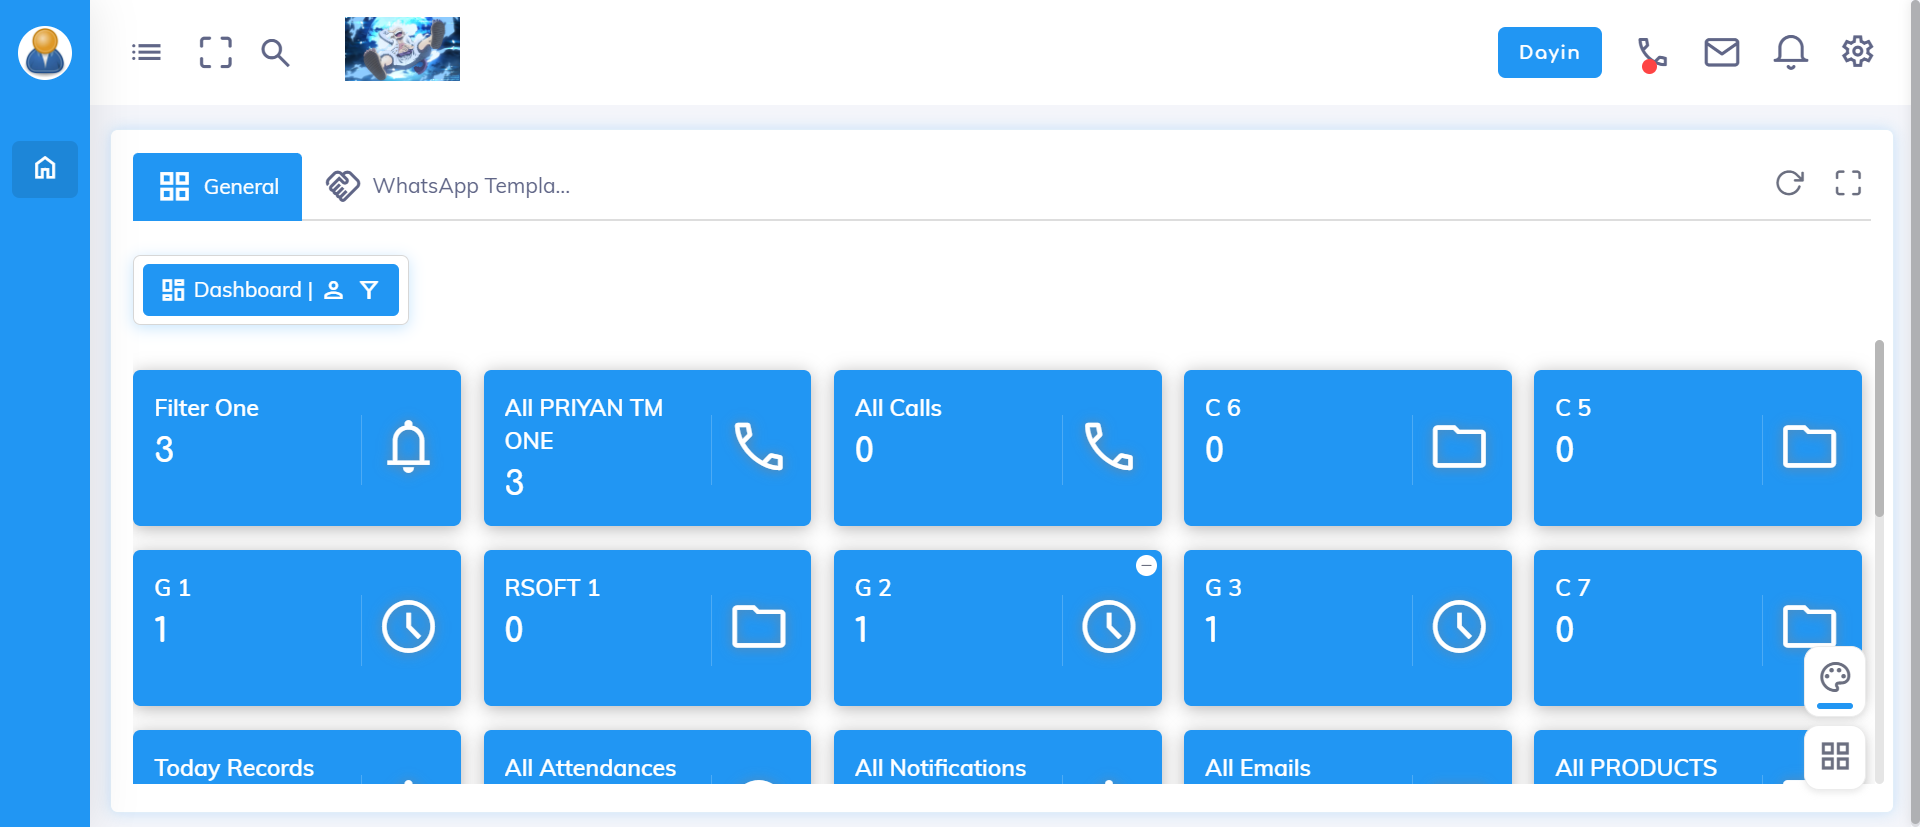 Dayin
General
WhatsApp Templa...
Dashboard |
Filter One
3
All PRIYAN TM
ONE
3
All Calls
0
C 6
0
C 5
0
G 1
1
RSOFT 1
0
G 2
1
G 3
1
C 7
0
Today Records
All Attendances
All Notifications
All Emails
All PRODUCTS